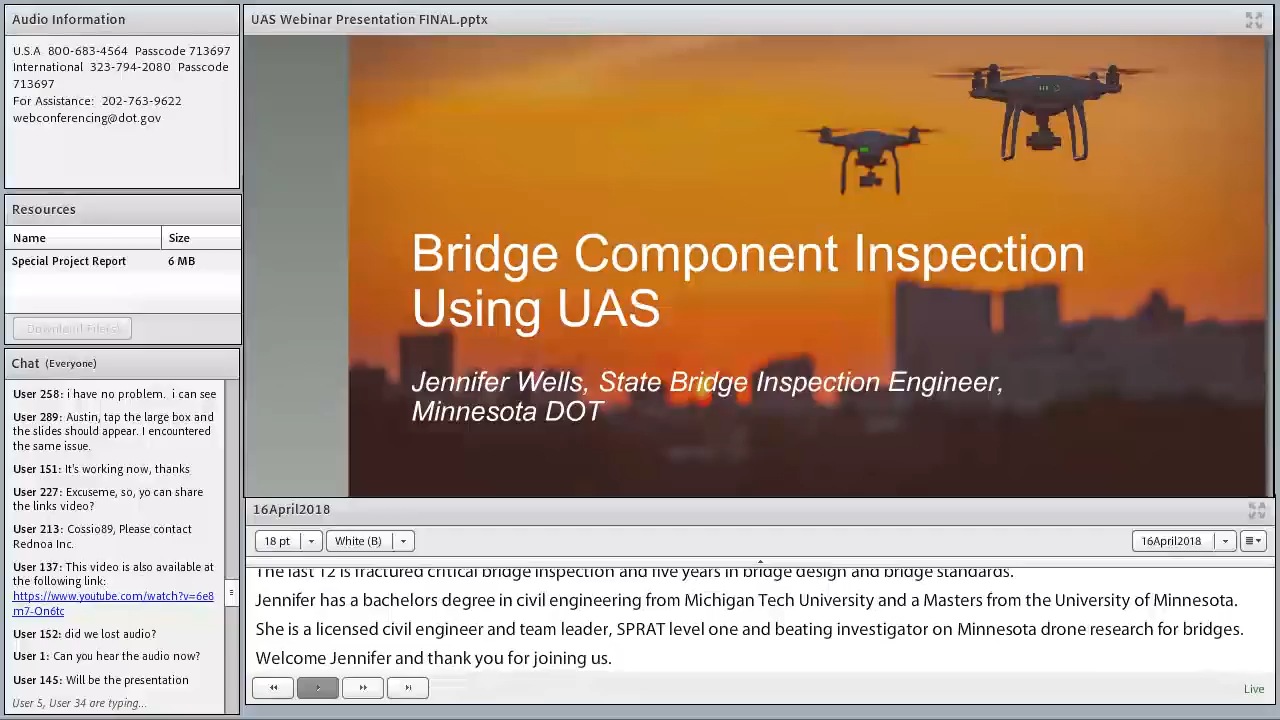 Audio Information
U.S.A 800-683-4564 Passcode 713697
International 323-794-2080 Passcode
713697
For Assistance: 202-763-9622
webconferencing@dot.gov
Resources
Name Size
Special Project Report 6 MB
Download File(s)
Chat (Everyone)
User 258: i have no problem. i can see
User 289: Austin, tap the large box and
the slides should appear. I encountered
the same issue.
User 151: It's working now, thanks
User 227: Excuseme, so, yo can share
the links video?
User 213: Cossio89, Please contact
Rednoa Inc.
User 137: This video is also available at
the following link:
https://www.youtube.com/watch?v=6e8
m7-On6tc
User 152: did we lost audio?
User 1: Can you hear the audio now?
User 145: Will be the presentation
User 5, User 34 are typing...
UAS Webinar Presentation FINAL.pptx
Bridge Component Inspection
Using UAS
Jennifer Wells, State Bridge Inspection Engineer,
Minnesota DOT
16April2018
18 pt White (B) 16April2018
The last 12 is fractured critical bridge inspection and five years in bridge design and bridge standards.
Jennifer has a bachelors degree in civil engineering from Michigan Tech University and a Masters from the University of Minnesota.
She is a licensed civil engineer and team leader, SPRAT level one and beating investigator on Minnesota drone research for bridges.
Welcome Jennifer and thank you for joining us.
Live